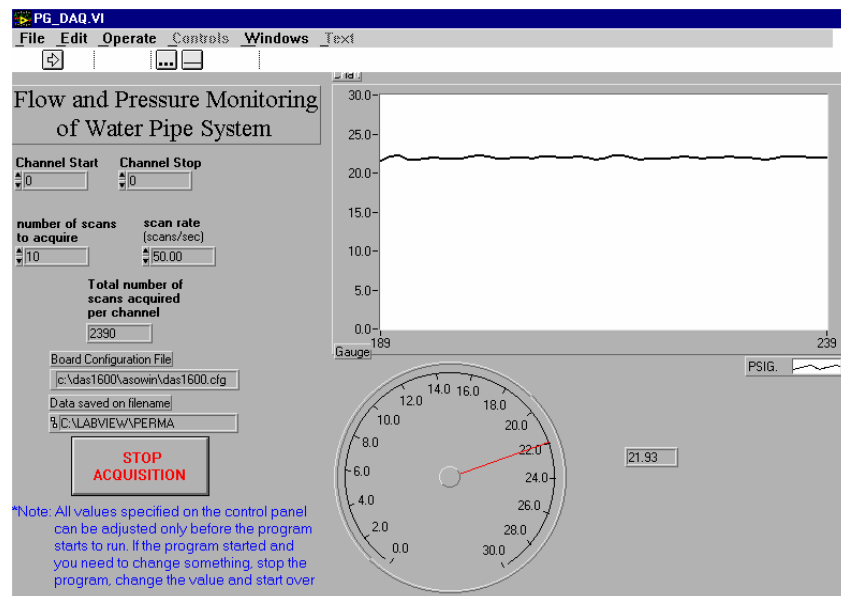 PG_DAQ.VI
File Edit Operate Controls Windows Text
Flow and Pressure Monitoring
of Water Pipe System
Channel Start Channel Stop
0 0
number of scans
to acquire
scan rate
(scans/sec)
10 50.00
Total number of
scans acquired
per channel
2390
Board Configuration File
c:\das1600\asowin\das1600.cfg
Data saved on filename
C:\LABVIEW\PERMA
STOP
ACQUISITION
*Note: All values specified on the control panel
can be adjusted only before the program
starts to run. If the program started and
you need to change something, stop the
program, change the value and start over
30.0
25.0
20.0
15.0
10.0
5.0
0.0
189 239
Gauge
PSIG.
0.0
2.0
4.0
6.0
8.0
10.0
12.0
14.0
16.0
18.0
20.0
22.0
24.0
26.0
28.0
30.0
21.93